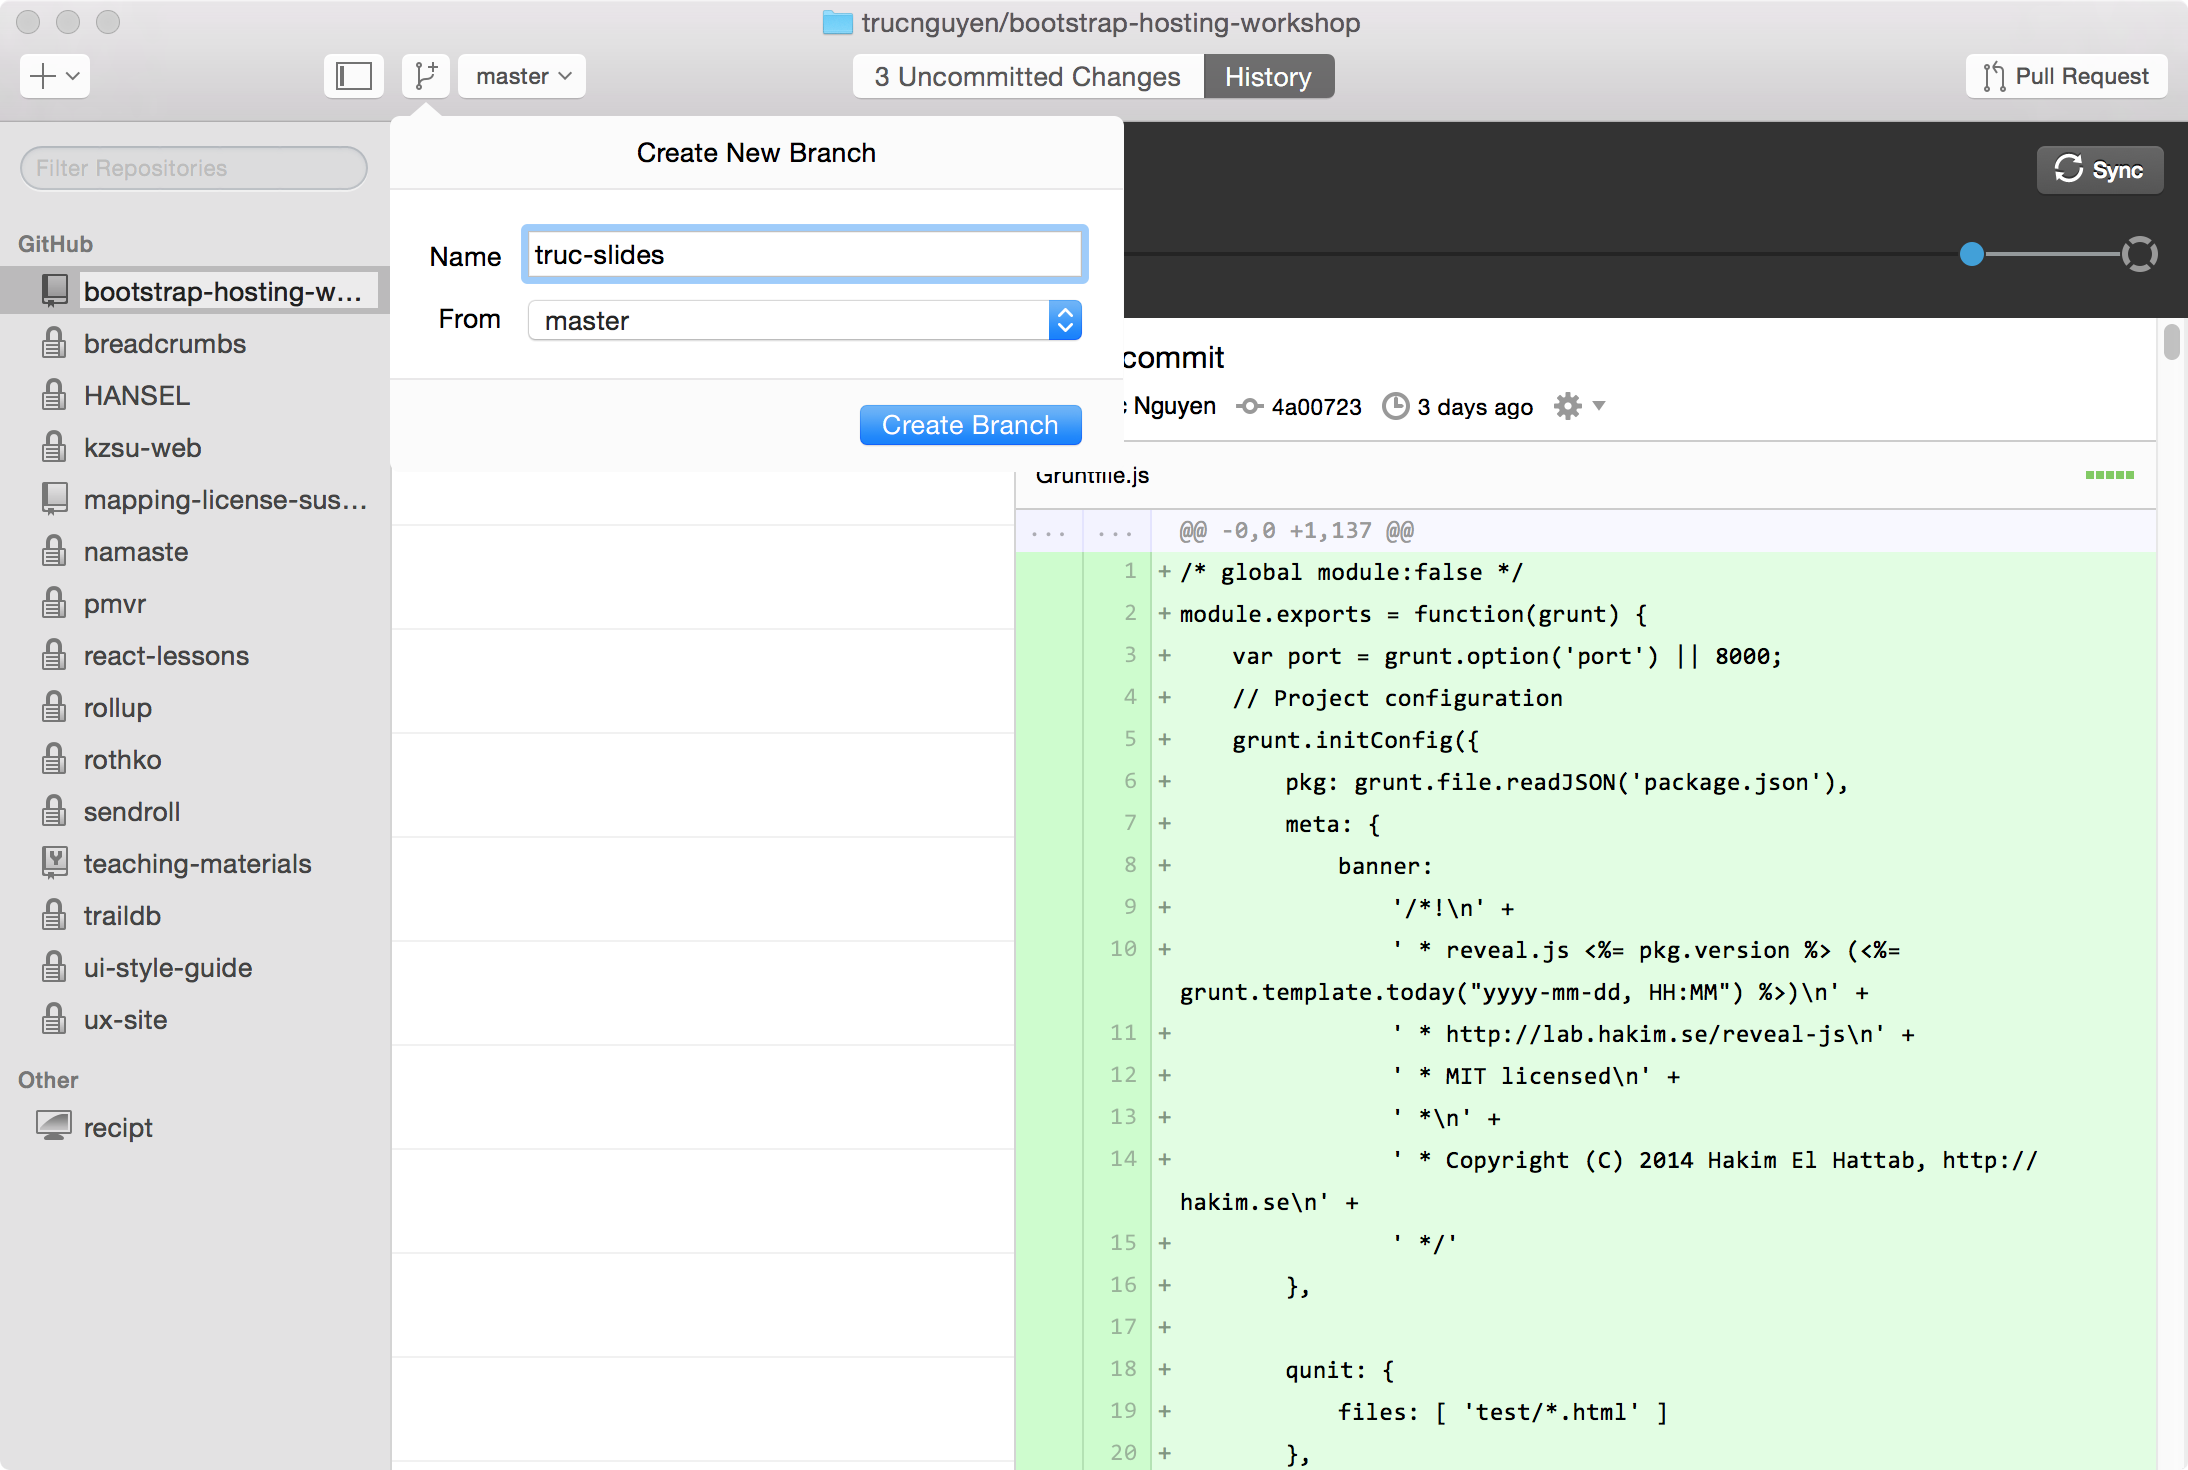 trucnguyen/bootstrap-hosting-workshop
master
3 Uncommitted Changes
History
Pull Request
Filter Repositories
GitHub
bootstrap-hosting-w...
breadcrumbs
HANSEL
kzsu-web
mapping-license-sus...
namaste
pmvr
react-lessons
rollup
rothko
sendroll
teaching-materials
traildb
ui-style-guide
ux-site
Other
recipt
Create New Branch
Name truc-slides
From master
Create Branch
Sync
commit
Nguyen 4a00723 3 days ago
Gruntfile.js
... ... @@ -0,0 +1,137 @@
1 + /* global module:false */
2 + module.exports = function(grunt) {
3 + var port = grunt.option('port') || 8000;
4 + // Project configuration
5 + grunt.initConfig({
6 + pkg: grunt.file.readJSON('package.json'),
7 + meta: {
8 + banner:
9 + '/*!\n' +
10 + ' * reveal.js <%= pkg.version %> (<%=
grunt.template.today("yyyy-mm-dd, HH:MM") %>)\n' +
11 + ' * http://lab.hakim.se/reveal-js\n' +
12 + ' * MIT licensed\n' +
13 + ' *\n' +
14 + ' * Copyright (C) 2014 Hakim El Hattab, http://
hakim.se\n' +
15 + ' */'
16 + },
17 +
18 + qunit: {
19 + files: [ 'test/*.html' ]
20 + },